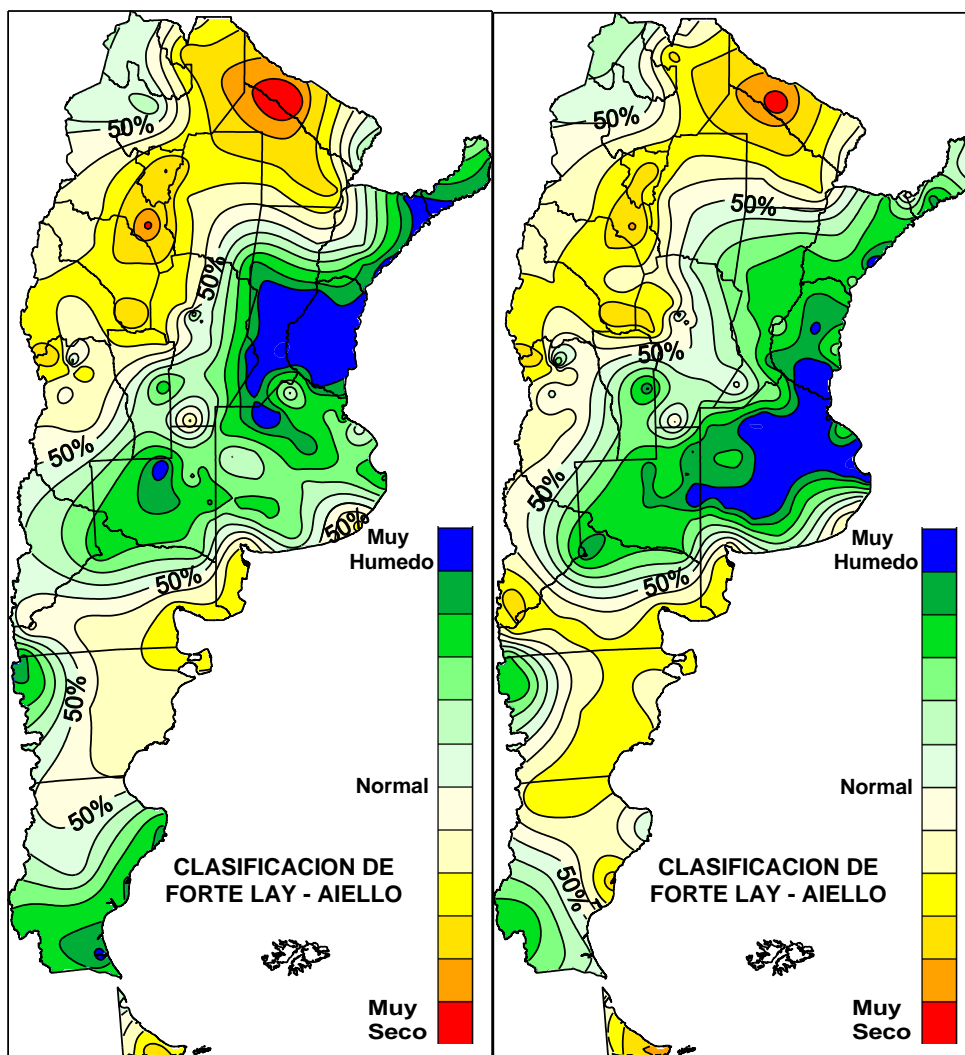 50%
50%
50%
50%
50%
50%
50%
50%
Muy
Humedo
Normal
CLASIFICACION DE
FORTE LAY - AIELLO
Muy
Seco
50%
50%
50%
50%
50%
50%
Muy
Humedo
Normal
CLASIFICACION DE
FORTE LAY - AIELLO
Muy
Seco